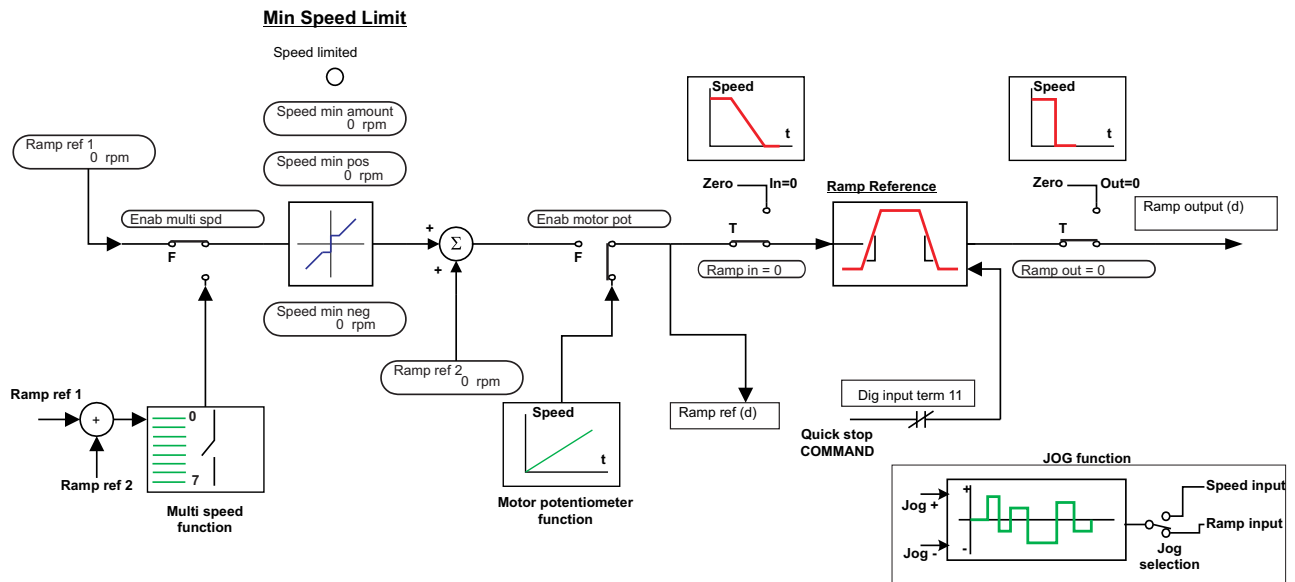 Min Speed Limit
Speed limited
Speed min amount
0 rpm
Ramp ref 1
0 rpm
Speed min pos
0 rpm
Enab multi spd
F
Speed min neg
0 rpm
+
Σ
+
Ramp ref 2
0 rpm
Enab motor pot
F
Speed
t
Zero
In=0
T
Ramp in = 0
Ramp Reference
Speed
t
Zero
Out=0
T
Ramp out = 0
Ramp output (d)
Ramp ref 1
+
Ramp ref 2
0
7
Multi speed
function
Speed
t
Motor potentiometer
function
Ramp ref (d)
Dig input term 11
Quick stop
COMMAND
JOG function
Jog +
Jog -
+
-
Speed input
Ramp input
Jog
selection